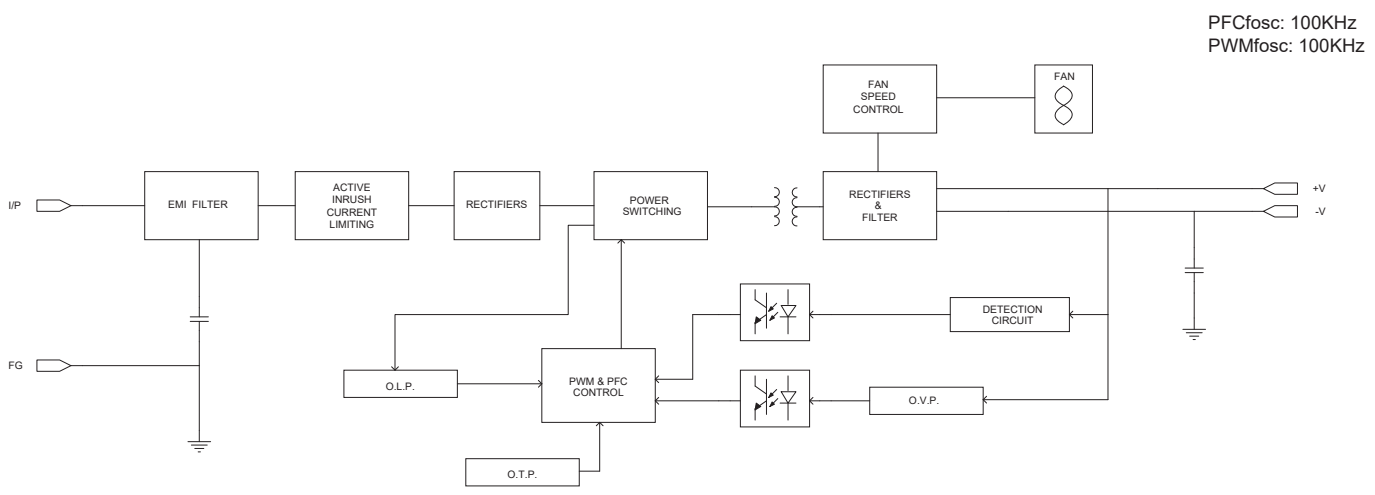 PFCfosc: 100KHz
PWMfosc: 100KHz
FAN
SPEED
CONTROL
FAN
I/P
EMI FILTER
ACTIVE
INRUSH
CURRENT
LIMITING
RECTIFIERS
POWER
SWITCHING
RECTIFIERS
&
FILTER
+V
-V
DETECTION
CIRCUIT
FG
O.L.P.
PWM & PFC
CONTROL
O.V.P.
O.T.P.